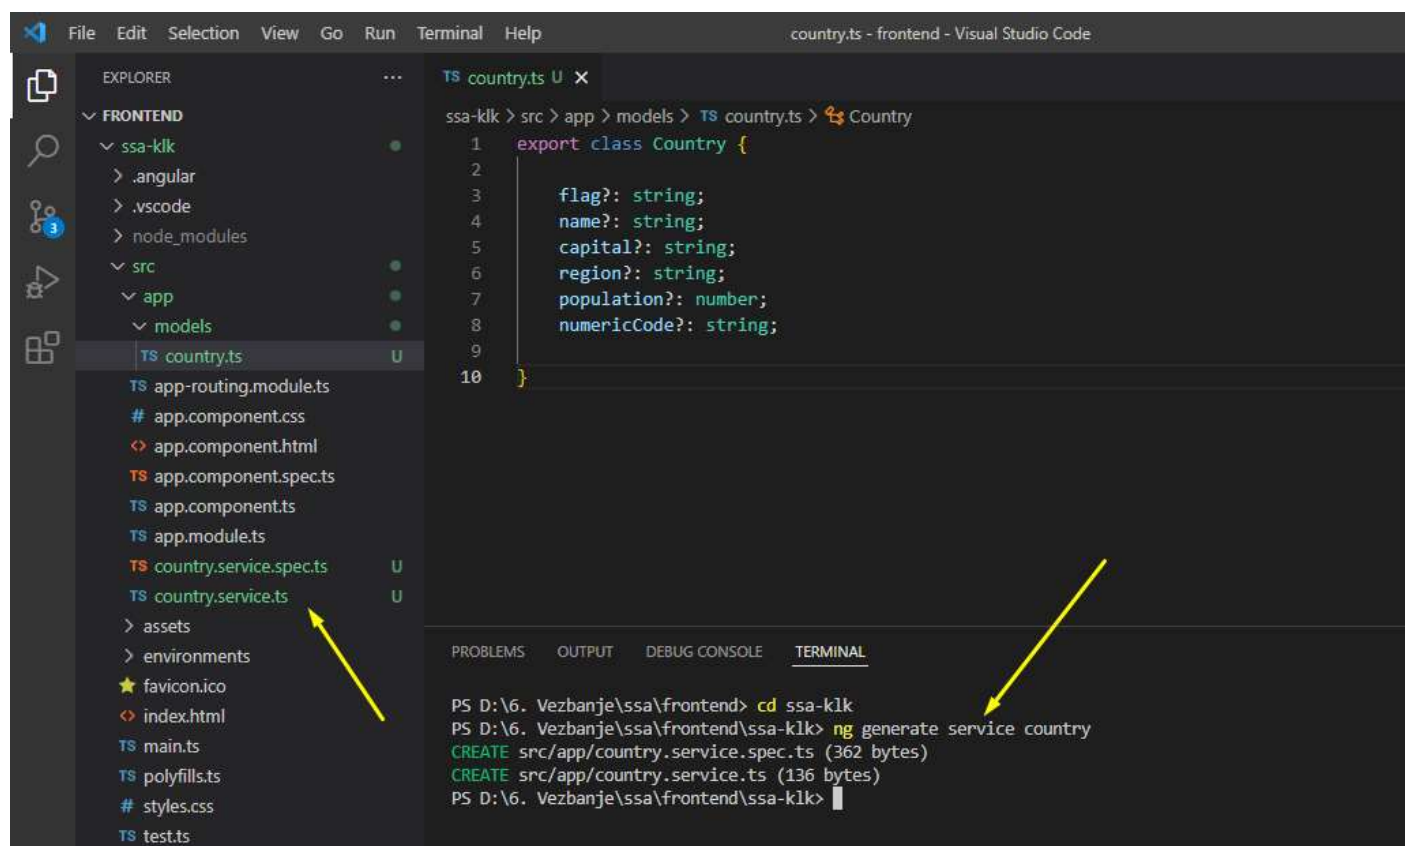 File Edit Selection View Go Run Terminal Help country.ts - frontend - Visual Studio Code
EXPLORER ...
FRONTEND
ssa-klk
.angular
.vscode
node_modules
src
app
models
TS country.ts U
TS app-routing.module.ts
# app.component.css
<> app.component.html
TS app.component.spec.ts
TS app.component.ts
TS app.module.ts
TS country.service.spec.ts U
TS country.service.ts U
assets
environments
favicon.ico
<> index.html
TS main.ts
TS polyfills.ts
# styles.css
TS test.ts
3
TS country.ts U ×
ssa-klk > src > app > models > TS country.ts > Country
1 export class Country {
2
3 flag?: string;
4 name?: string;
5 capital?: string;
6 region?: string;
7 population?: number;
8 numericCode?: string;
9
10 }
PROBLEMS OUTPUT DEBUG CONSOLE TERMINAL
PS D:\6. Vezbanje\ssa\frontend> cd ssa-klk
PS D:\6. Vezbanje\ssa\frontend\ssa-klk> ng generate service country
CREATE src/app/country.service.spec.ts (362 bytes)
CREATE src/app/country.service.ts (136 bytes)
PS D:\6. Vezbanje\ssa\frontend\ssa-klk>